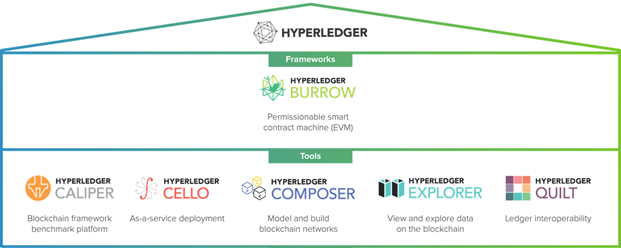 HYPERLEDGER
Frameworks
HYPERLEDGER
BURROW
Permissionable smart
contract machine (EVM)
Tools
HYPERLEDGER
CALIPER
Blockchain framework
benchmark platform
HYPERLEDGER
CELLO
As-a-service deployment
HYPERLEDGER
COMPOSER
Model and build
blockchain networks
HYPERLEDGER
EXPLORER
View and explore data
on the blockchain
HYPERLEDGER
QUILT
Ledger interoperability